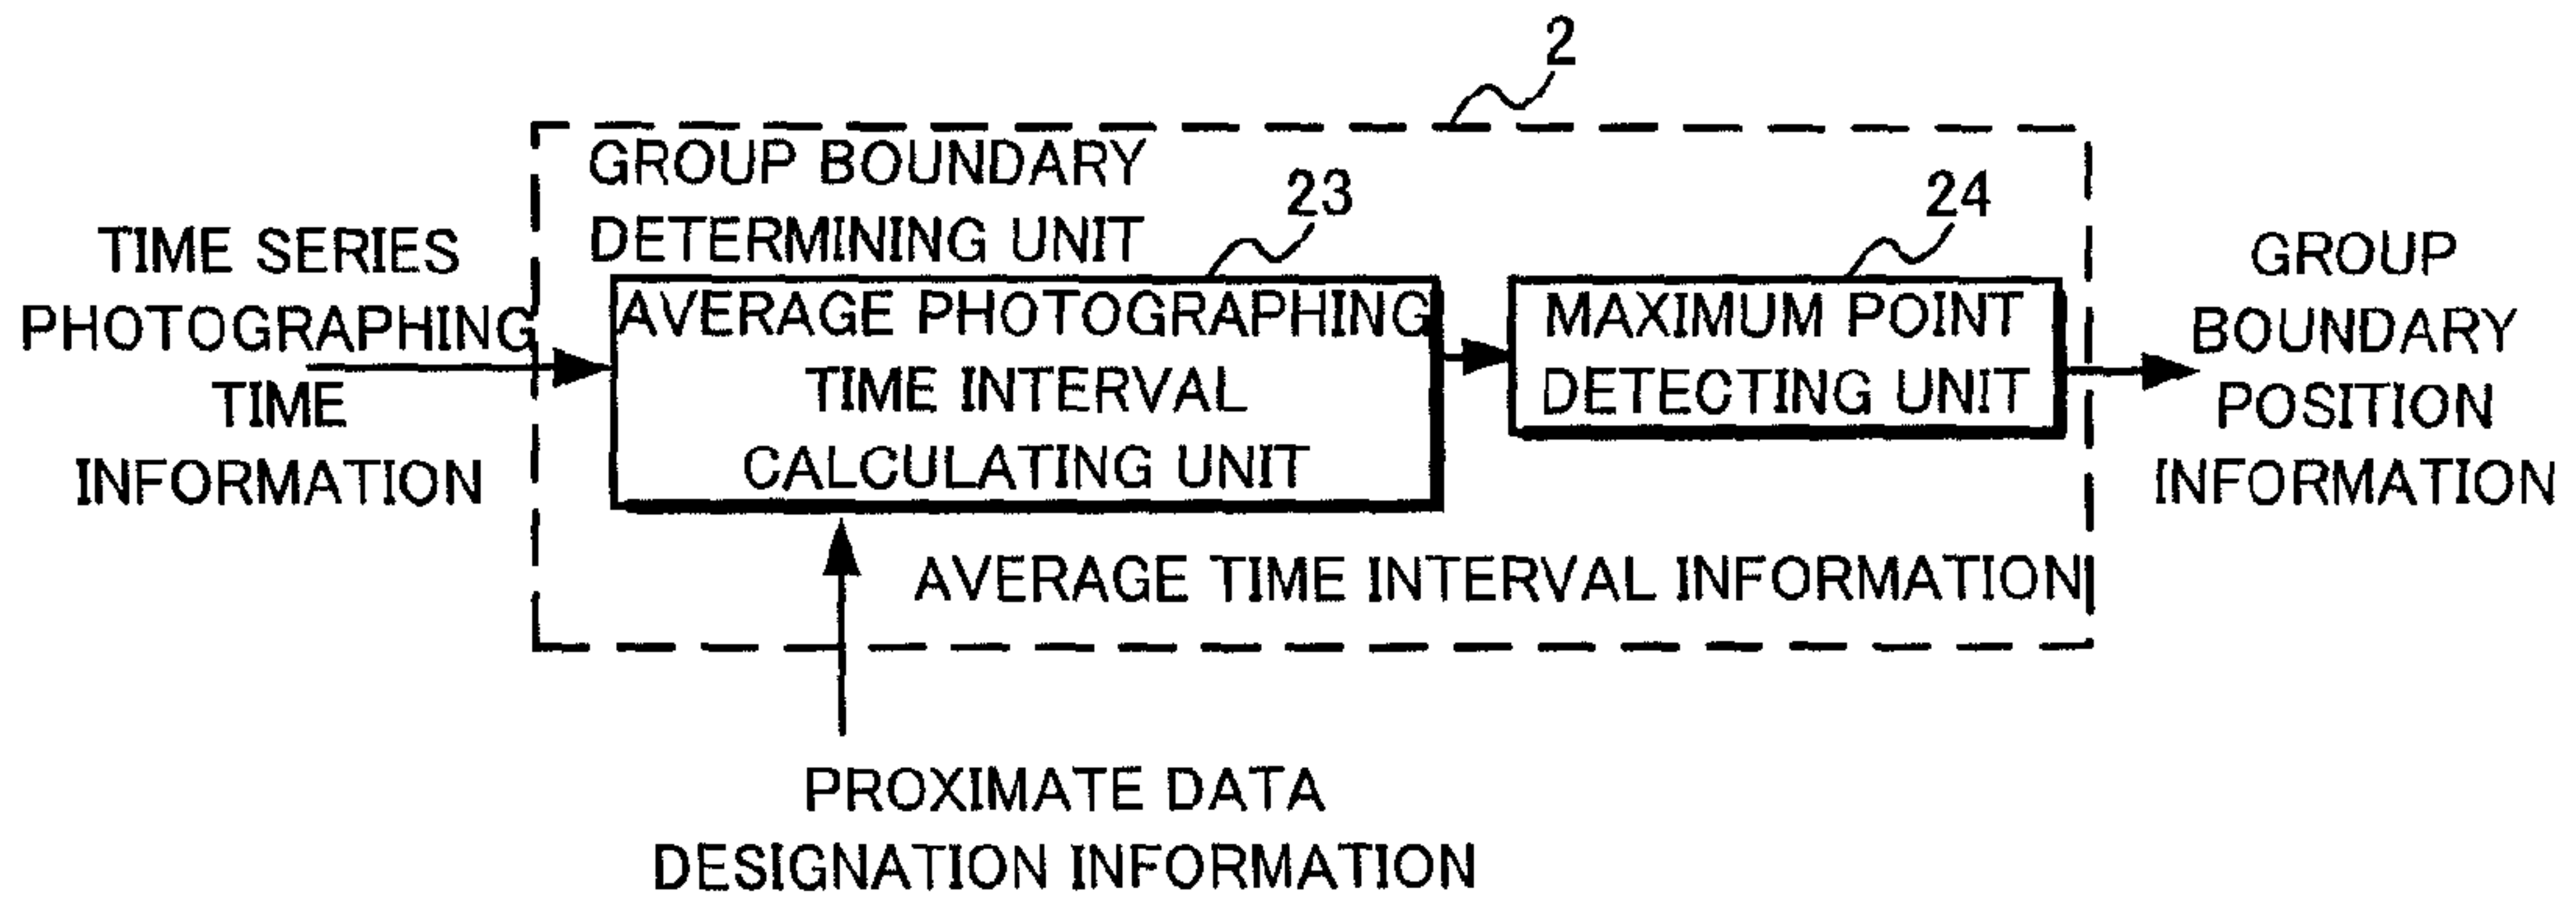 2
GROUP BOUNDARY
DETERMINING UNIT
23
24
TIME SERIES
PHOTOGRAPHING
TIME
INFORMATION
AVERAGE PHOTOGRAPHING
TIME INTERVAL
CALCULATING UNIT
MAXIMUM POINT
DETECTING UNIT
GROUP
BOUNDARY
POSITION
INFORMATION
AVERAGE TIME INTERVAL INFORMATION
PROXIMATE DATA
DESIGNATION INFORMATION